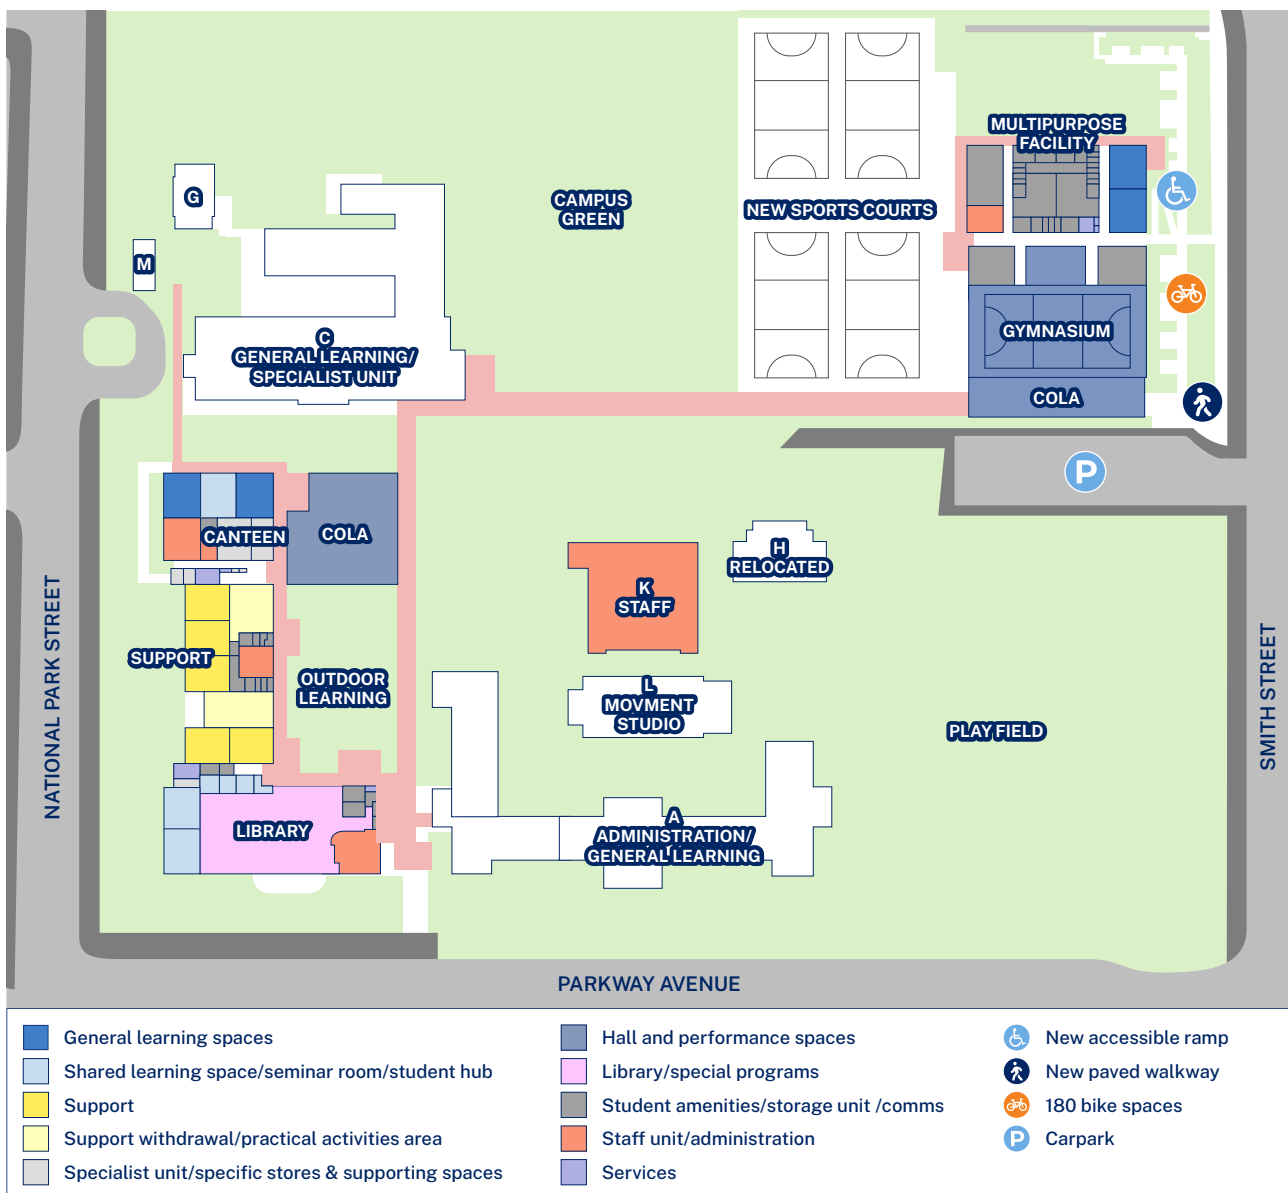 MULTIPURPOSE
FACILITY
G
CAMPUS
GREEN
NEW SPORTS COURTS
M
C
GENERAL LEARNING/
SPECIALIST UNIT
GYMNASIUM
COLA
P
CANTEEN
COLA
H
RELOCATED
K
STAFF
NATIONAL PARK STREET
SUPPORT
OUTDOOR
LEARNING
L
MOVMENT
STUDIO
PLAY FIELD
SMITH STREET
LIBRARY
A
ADMINISTRATION/
GENERAL LEARNING
PARKWAY AVENUE
General learning spaces
Shared learning space/seminar room/student hub
Support
Support withdrawal/practical activities area
Specialist unit/specific stores & supporting spaces
Hall and performance spaces
Library/special programs
Student amenities/storage unit /comms
Staff unit/administration
Services
New accessible ramp
New paved walkway
180 bike spaces
P Carpark